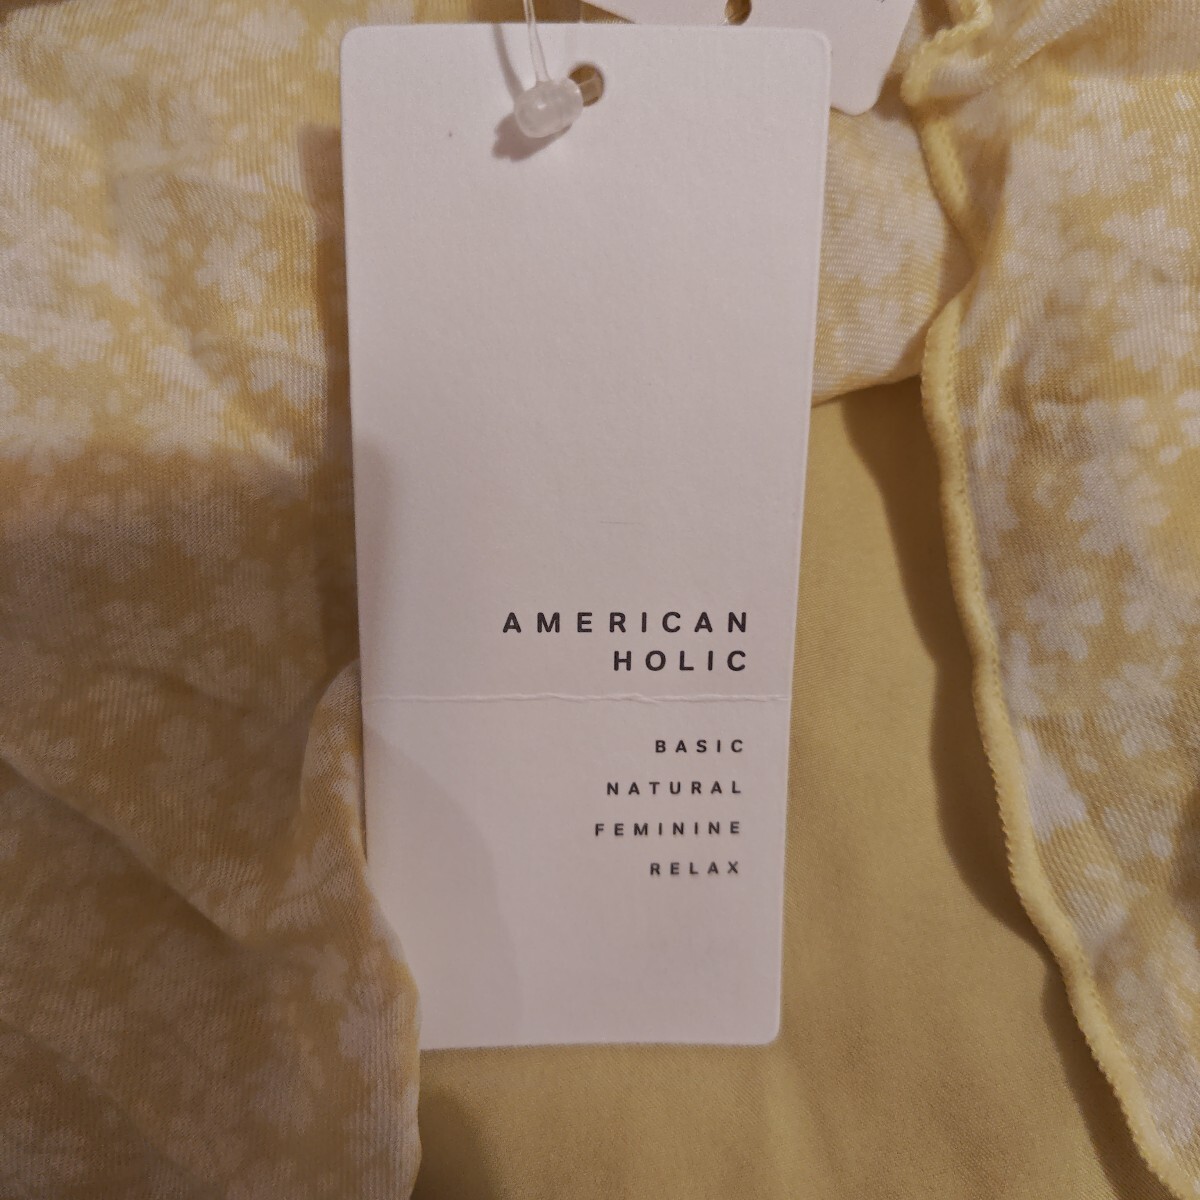 AMERICAN
HOLIC
BASIC
NATURAL
FEMININE
RELAX